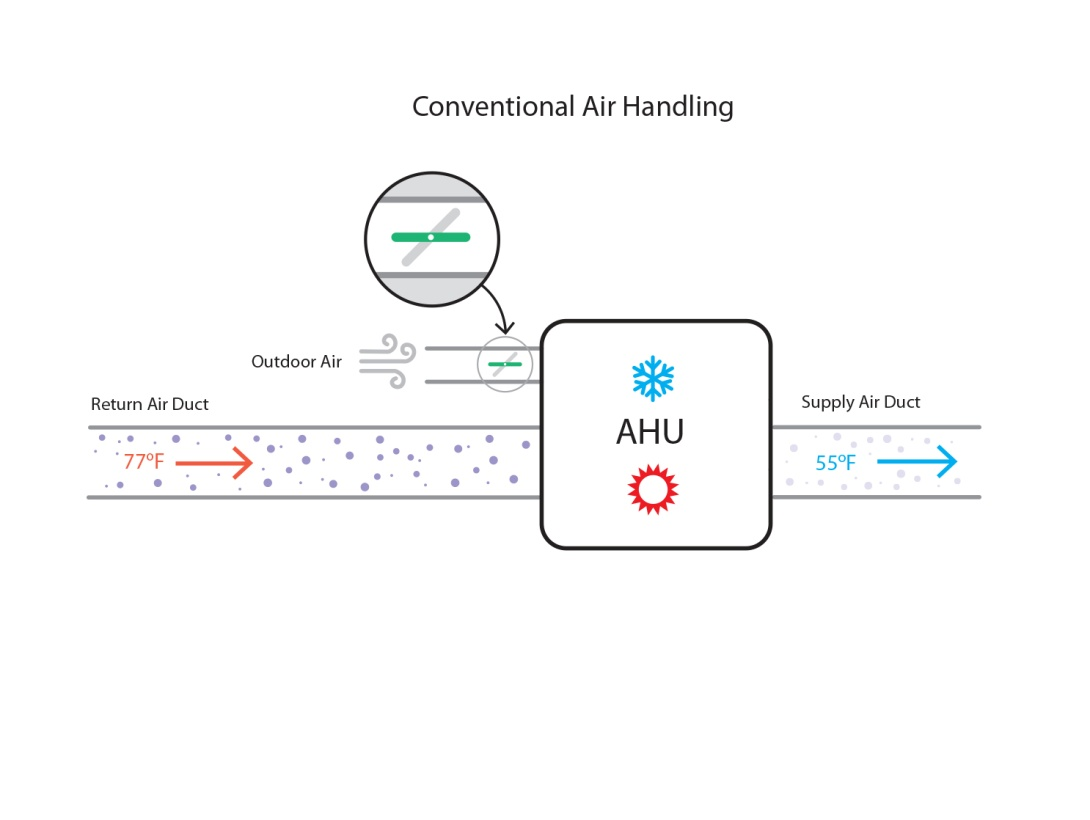 Conventional Air Handling
Outdoor Air
Return Air Duct
Supply Air Duct
AHU
77ºF
55ºF